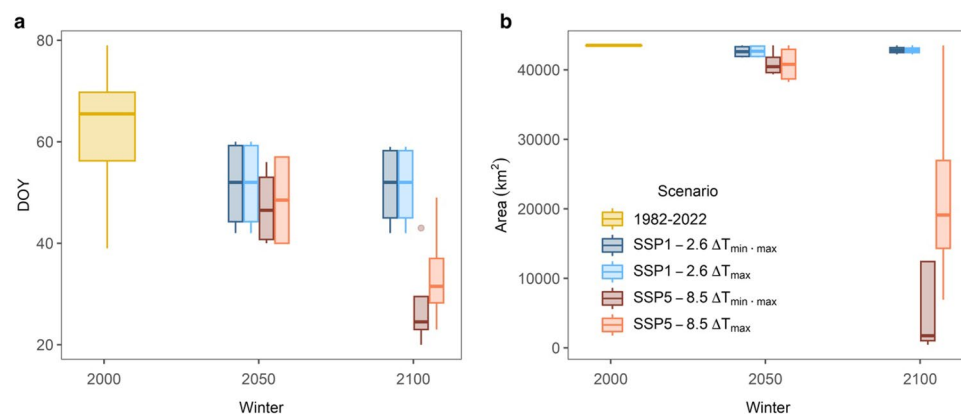 a
80
60
40
20
DOY
2000
2050
2100
Winter
b
40000
30000
20000
10000
0
Area (km²)
Scenario
1982-2022
SSP1 – 2.6 ΔTmin · max
SSP1 – 2.6 ΔTmax
SSP5 – 8.5 ΔTmin · max
SSP5 – 8.5 ΔTmax
2000
2050
2100
Winter